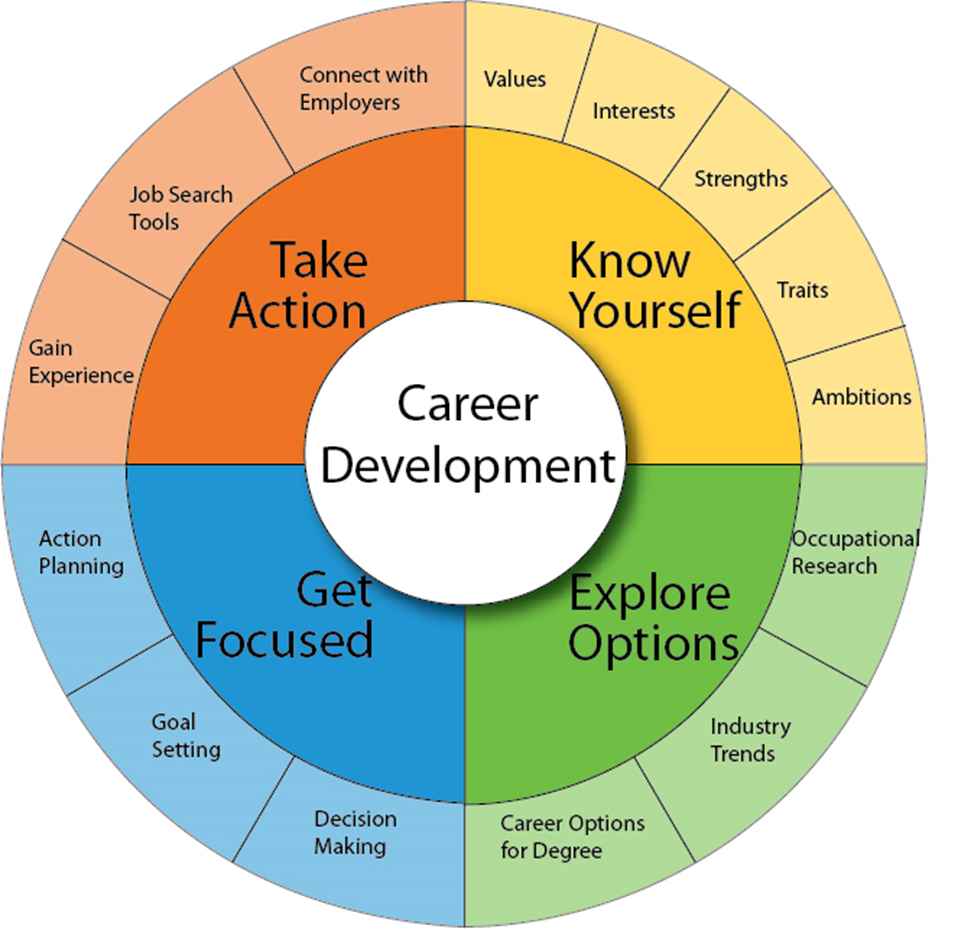 Career
Development
Know
Yourself
Values
Interests
Strengths
Traits
Ambitions
Explore
Options
Occupational
Research
Industry
Trends
Career Options
for Degree
Get
Focused
Decision
Making
Goal
Setting
Action
Planning
Take
Action
Gain
Experience
Job Search
Tools
Connect with
Employers